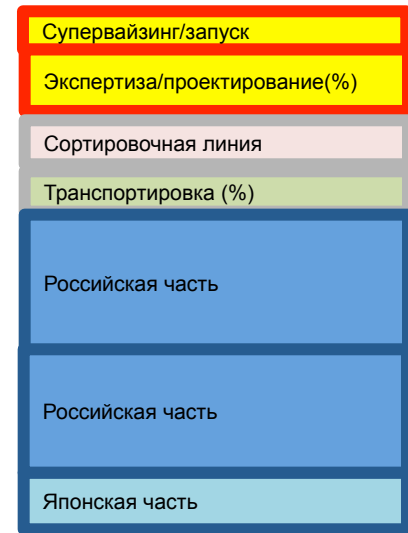 Супервайзинг/запуск
Экспертиза/проектирование(%)
Сортировочная линия
Транспортировка (%)
Российская часть
Российская часть
Японская часть